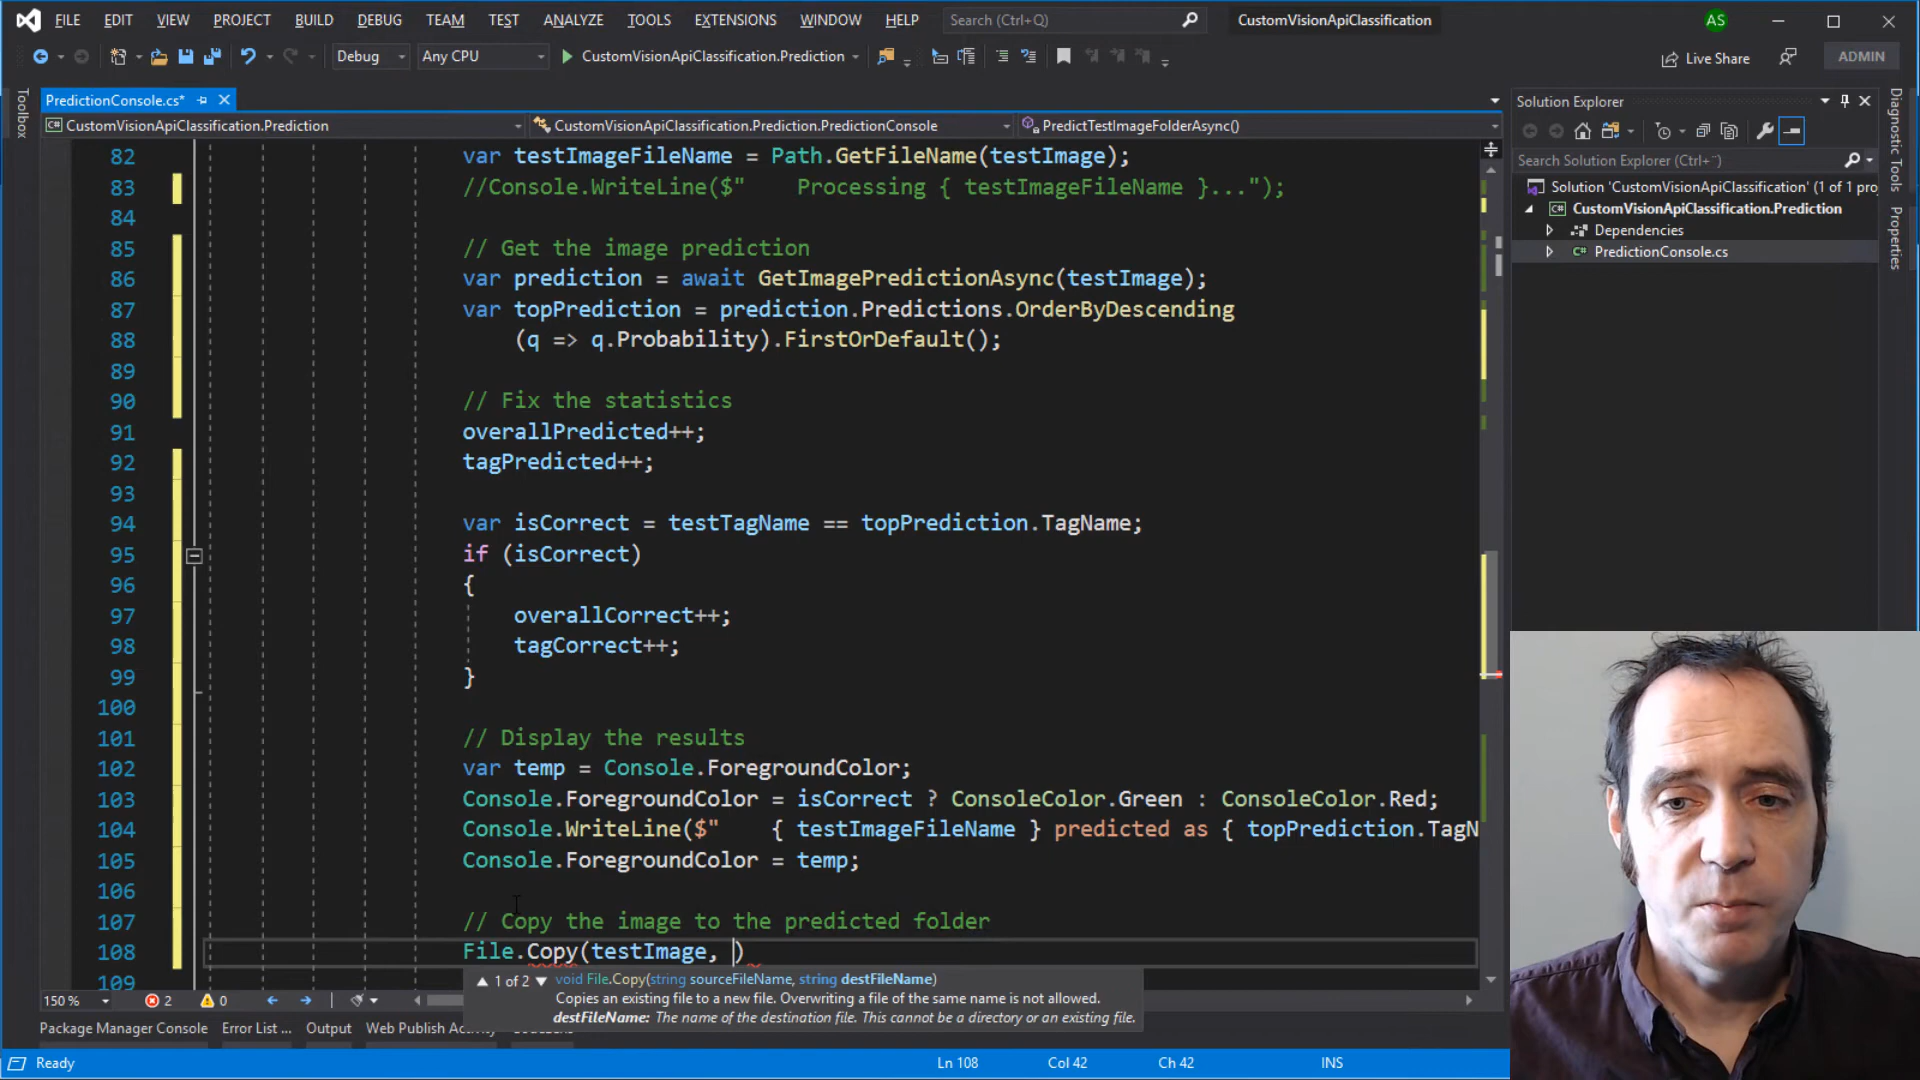 FILE EDIT VIEW PROJECT BUILD DEBUG TEAM TEST ANALYZE TOOLS EXTENSIONS WINDOW HELP Search (Ctrl+Q) CustomVisionApiClassification AS
Debug Any CPU CustomVisionApiClassification.Prediction Live Share ADMIN
Toolbox
PredictionConsole.cs*
CustomVisionApiClassification.Prediction CustomVisionApiClassification.Prediction.PredictionConsole PredictTestImageFolderAsync()
82 var testImageFileName = Path.GetFileName(testImage);
83 //Console.WriteLine($"    Processing { testImageFileName }...");
84
85 // Get the image prediction
86 var prediction = await GetImagePredictionAsync(testImage);
87 var topPrediction = prediction.Predictions.OrderByDescending
88 (q => q.Probability).FirstOrDefault();
89
90 // Fix the statistics
91 overallPredicted++;
92 tagPredicted++;
93
94 var isCorrect = testTagName == topPrediction.TagName;
95 if (isCorrect)
96 {
97 overallCorrect++;
98 tagCorrect++;
99 }
100
101 // Display the results
102 var temp = Console.ForegroundColor;
103 Console.ForegroundColor = isCorrect ? ConsoleColor.Green : ConsoleColor.Red;
104 Console.WriteLine($"    { testImageFileName } predicted as { topPrediction.TagN
105 Console.ForegroundColor = temp;
106
107 // Copy the image to the predicted folder
108 File.Copy(testImage, )
109
▲ 1 of 2 ▼ void File.Copy(string sourceFileName, string destFileName)
Copies an existing file to a new file. Overwriting a file of the same name is not allowed.
destFileName: The name of the destination file. This cannot be a directory or an existing file.
150 % 2 0
Package Manager Console Error List ... Output Web Publish Activity
Ready Ln 108 Col 42 Ch 42 INS
Solution Explorer
Search Solution Explorer (Ctrl+¨)
Solution 'CustomVisionApiClassification' (1 of 1 proj
CustomVisionApiClassification.Prediction
Dependencies
C# PredictionConsole.cs
Diagnostic Tools
Properties